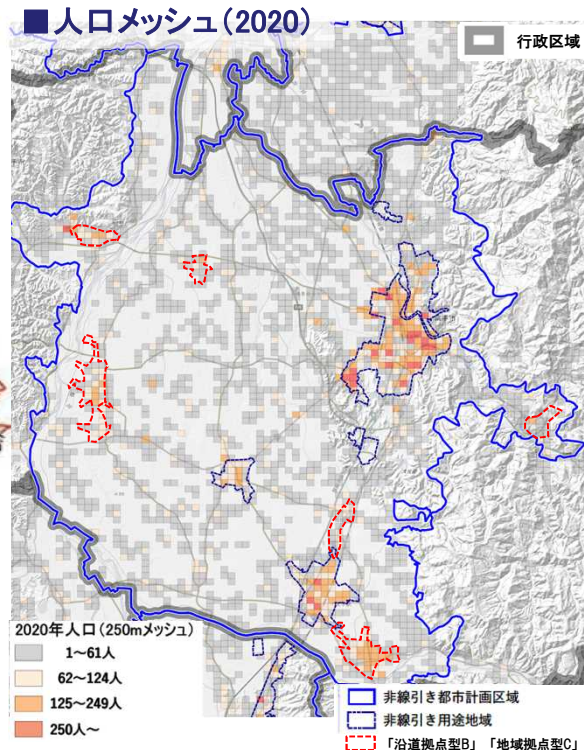 ■人口メッシュ(2020)
行政区域
2020年人口(250mメッシュ)
1～61人
62～124人
125～249人
250人～
非線引き都市計画区域
非線引き用途地域
「沿道拠点型B」「地域拠点型C」